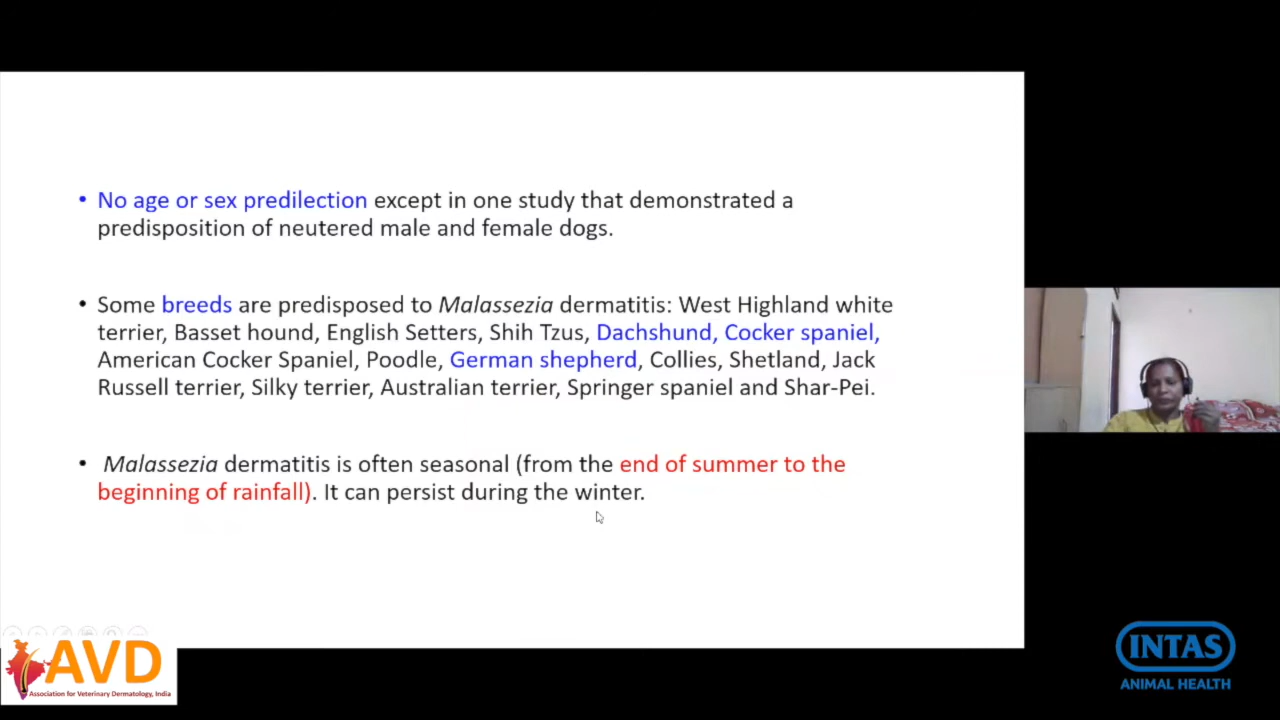 • No age or sex predilection except in one study that demonstrated a
predisposition of neutered male and female dogs.
• Some breeds are predisposed to Malassezia dermatitis: West Highland white
terrier, Basset hound, English Setters, Shih Tzus, Dachshund, Cocker spaniel,
American Cocker Spaniel, Poodle, German shepherd, Collies, Shetland, Jack
Russell terrier, Silky terrier, Australian terrier, Springer spaniel and Shar-Pei.
• Malassezia dermatitis is often seasonal (from the end of summer to the
beginning of rainfall). It can persist during the winter.
AVD
Association for Veterinary Dermatology, India
INTAS
ANIMAL HEALTH